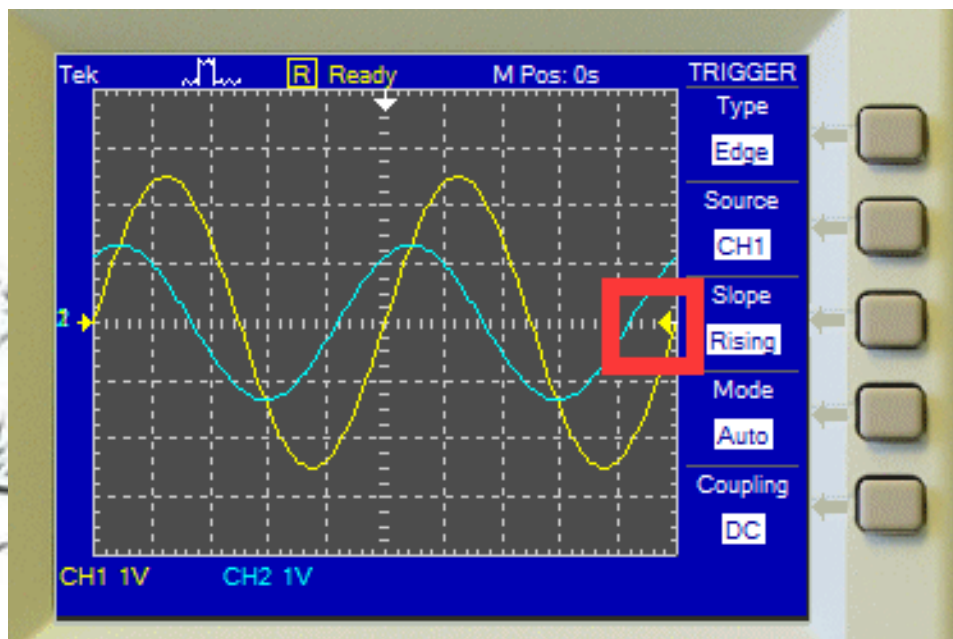 Tek R Ready M Pos: 0s TRIGGER
Type
Edge
Source
CH1
Slope
Rising
Mode
Auto
Coupling
DC
2
CH1 1V CH2 1V